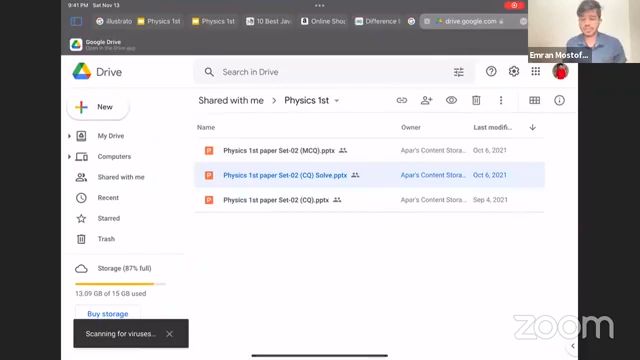 9:41 PM Sat Nov 13
illustrato
Physics 1st
Physics 1st
10 Best Jav
Online Shop
Difference
drive.google.com
Google Drive
Open in the Drive app
Emran Mostof...
Drive
Search in Drive
New
Shared with me > Physics 1st
My Drive
Computers
Shared with me
Recent
Starred
Trash
Storage (87% full)
13.09 GB of 15 GB used
Buy storage
Scanning for viruses...
Name Owner Last modifi...
Physics 1st paper Set-02 (MCQ).pptx Apar's Content Stora... Oct 6, 2021
Physics 1st paper Set-02 (CQ) Solve.pptx Apar's Content Stora... Oct 6, 2021
Physics 1st paper Set-02 (CQ).pptx Apar's Content Stora... Sep 4, 2021
LIVE
zoom